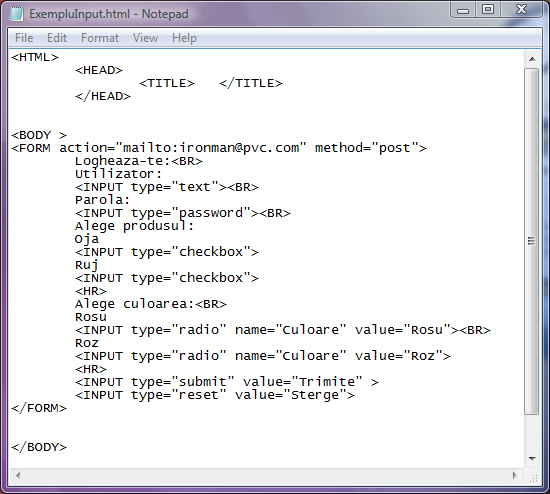 ExempluInput.html - Notepad
File Edit Format View Help
<HTML>
<HEAD>
<TITLE> </TITLE>
</HEAD>
<BODY >
<FORM action="mailto:ironman@pvc.com" method="post">
Logheaza-te:<BR>
Utilizator:
<INPUT type="text"><BR>
Parola:
<INPUT type="password"><BR>
Alege produsul:
Oja
<INPUT type="checkbox">
Ruj
<INPUT type="checkbox">
<HR>
Alege culoarea:<BR>
Rosu
<INPUT type="radio" name="Culoare" value="Rosu"><BR>
Roz
<INPUT type="radio" name="Culoare" value="Roz">
<HR>
<INPUT type="submit" value="Trimite" >
<INPUT type="reset" value="Sterge">
</FORM>
</BODY>